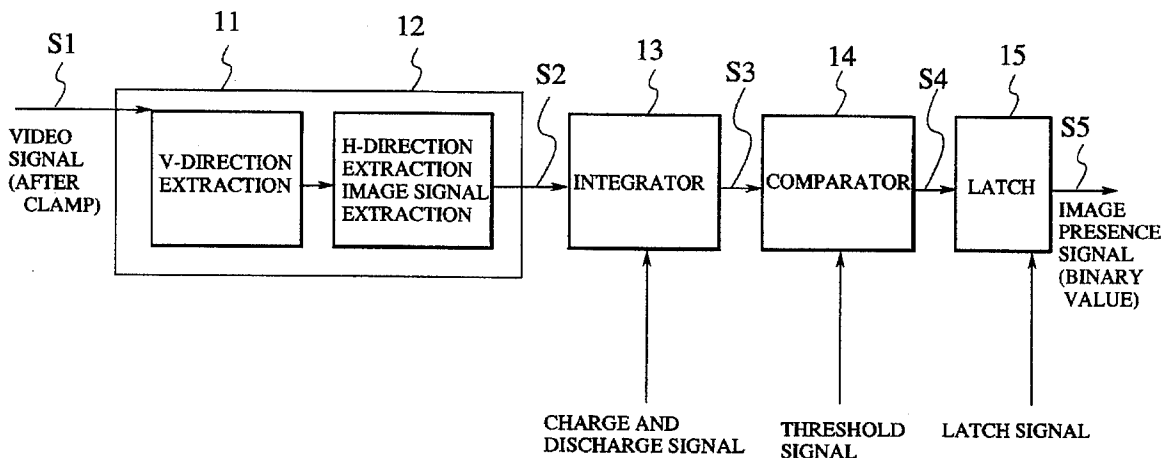 S1
11
12
S2
13
S3
14
S4
15
S5
VIDEO
SIGNAL
(AFTER
CLAMP)
V-DIRECTION
EXTRACTION
H-DIRECTION
EXTRACTION
IMAGE SIGNAL
EXTRACTION
INTEGRATOR
COMPARATOR
LATCH
IMAGE
PRESENCE
SIGNAL
(BINARY
VALUE)
CHARGE AND
DISCHARGE SIGNAL
THRESHOLD
SIGNAL
LATCH SIGNAL